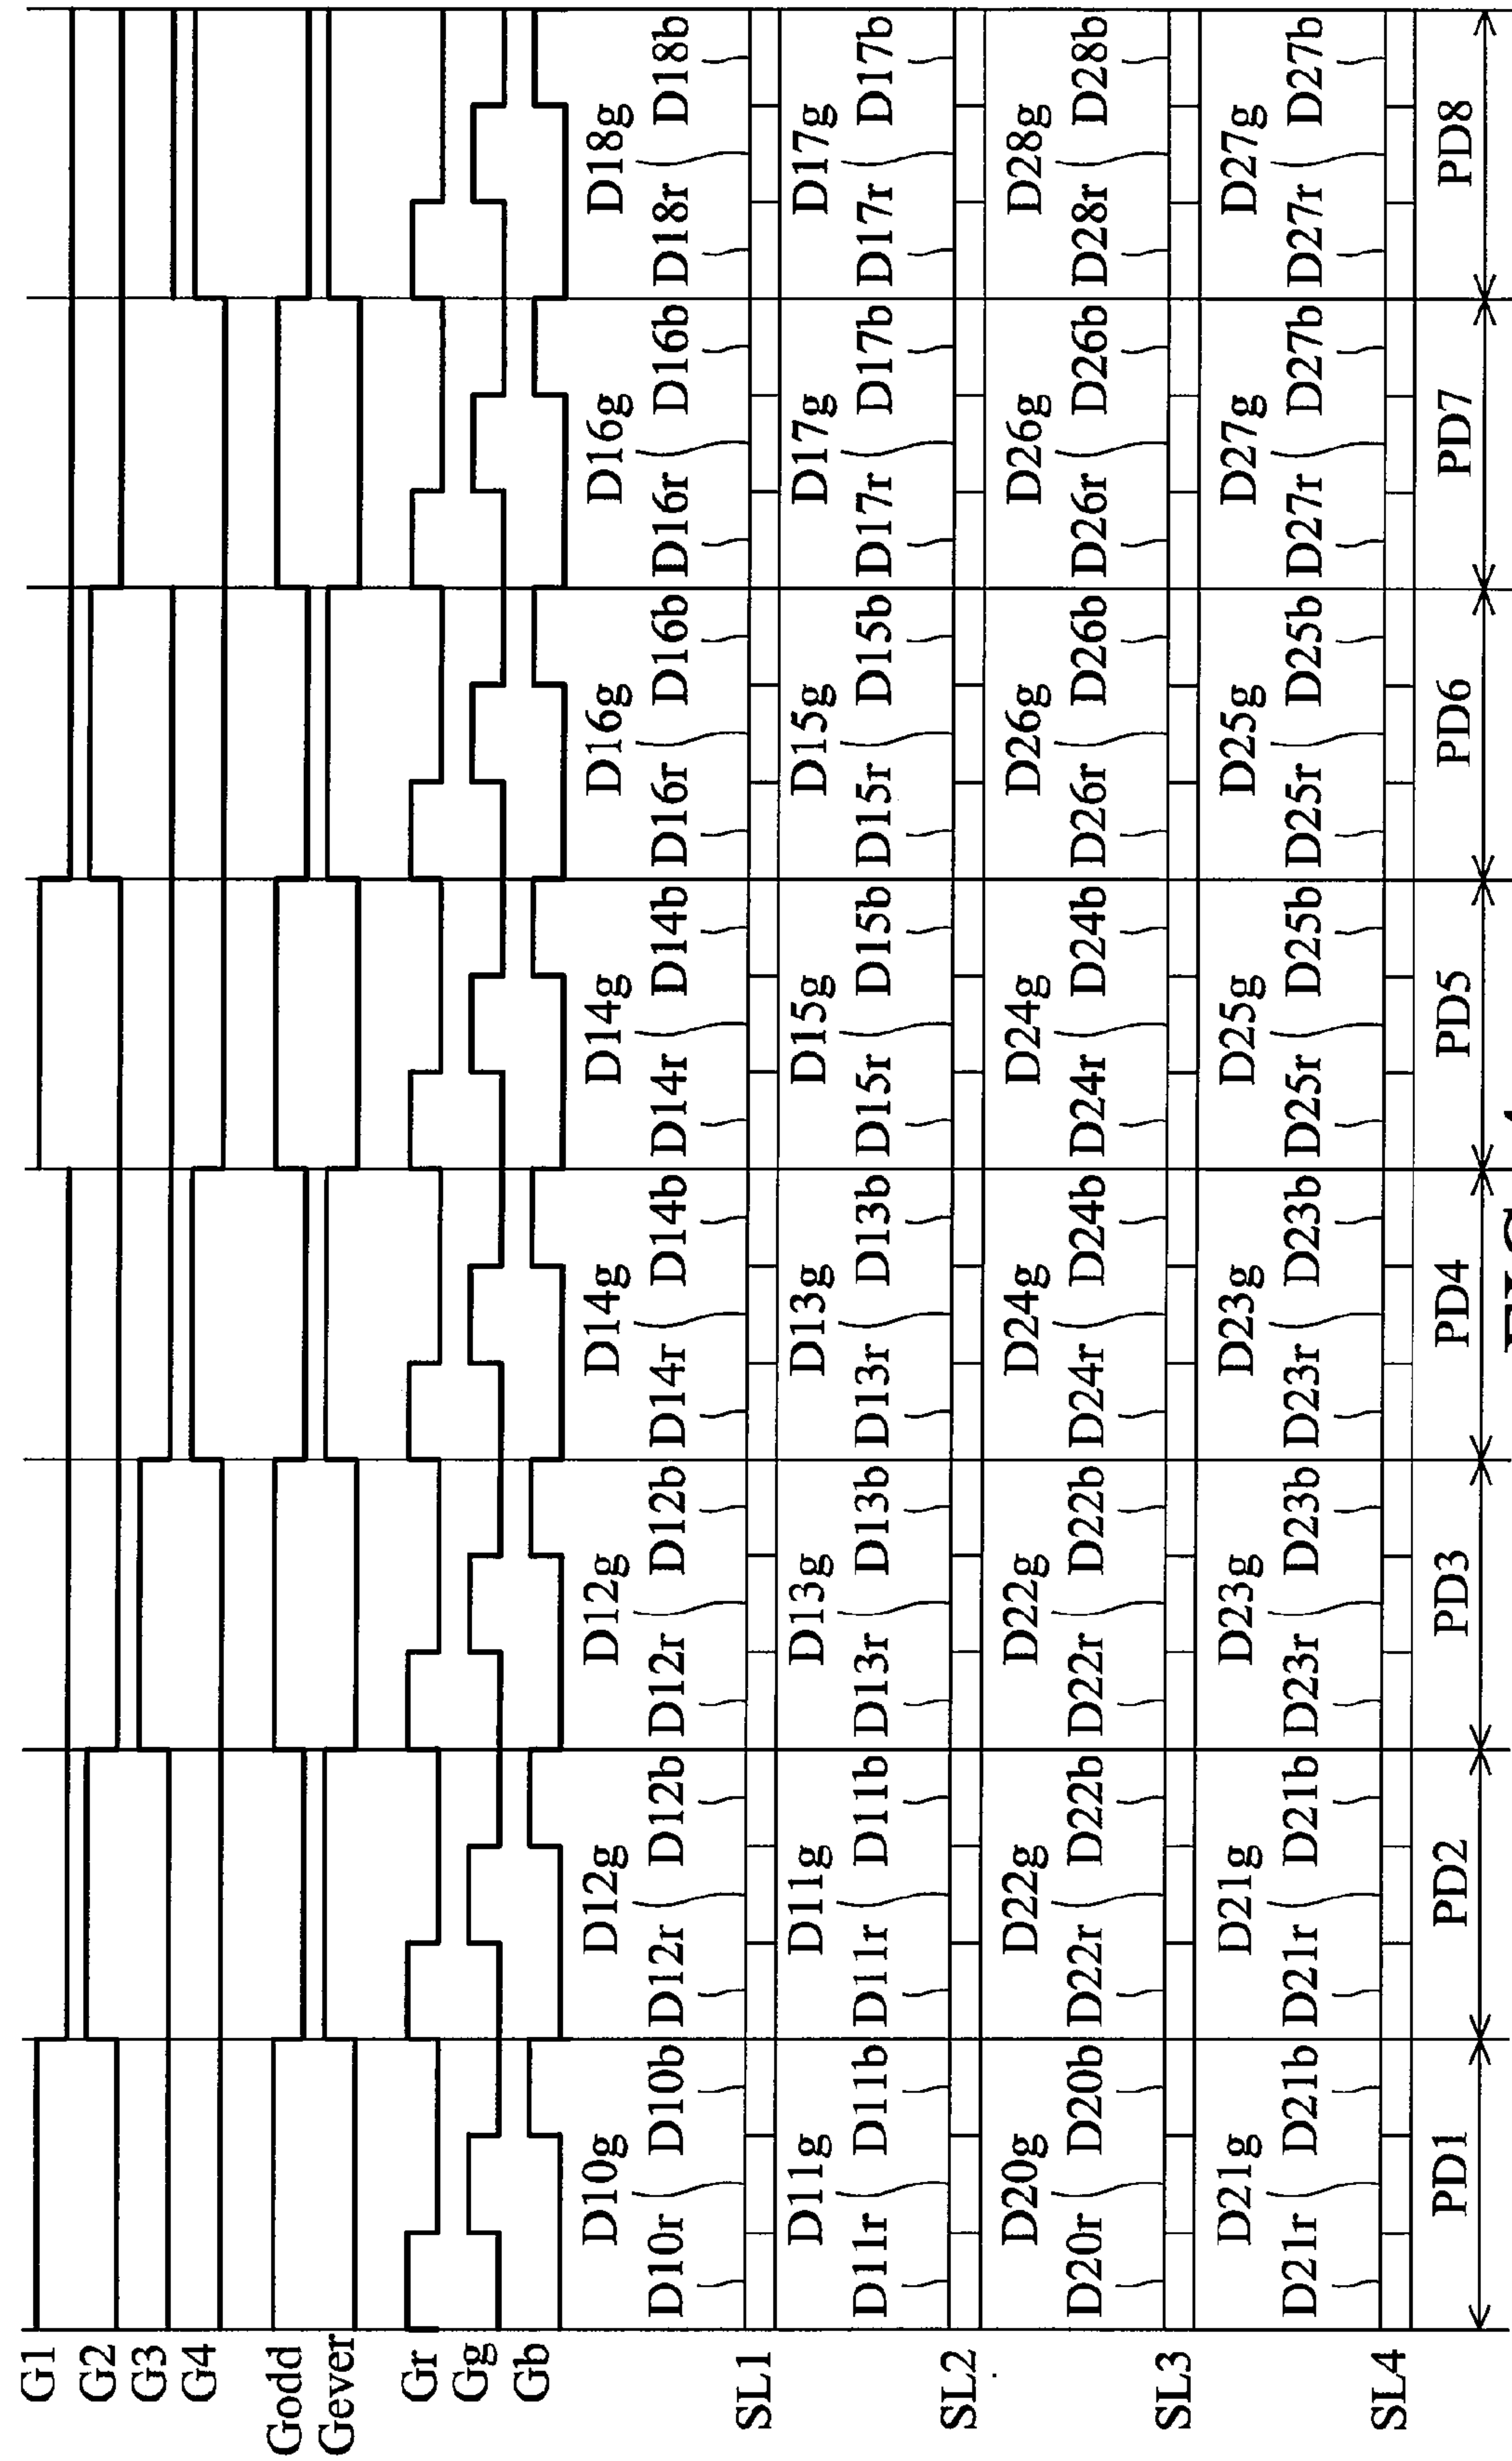 G1
G2
G3
G4
Godd
Gever
Gr
Gg
Gb
D10g D12g D12g D14g D14g D16g D16g D18g
D10r D10b D12r D12b D12r D12b D14r D14b D14r D14b D16r D16b D16r D16b D18r D18b
SL1
D11g D11g D13g D13g D15g D15g D17g D17g
D11r D11b D11r D11b D13r D13b D13r D13b D15r D15b D15r D15b D17r D17b D17r D17b
SL2
D20g D22g D22g D24g D24g D26g D26g D28g
D20r D20b D22r D22b D22r D22b D24r D24b D24r D24b D26r D26b D26r D26b D28r D28b
SL3
D21g D21g D23g D23g D25g D25g D27g D27g
D21r D21b D21r D21b D23r D23b D23r D23b D25r D25b D25r D25b D27r D27b D27r D27b
SL4
PD1 PD2 PD3 PD4 PD5 PD6 PD7 PD8